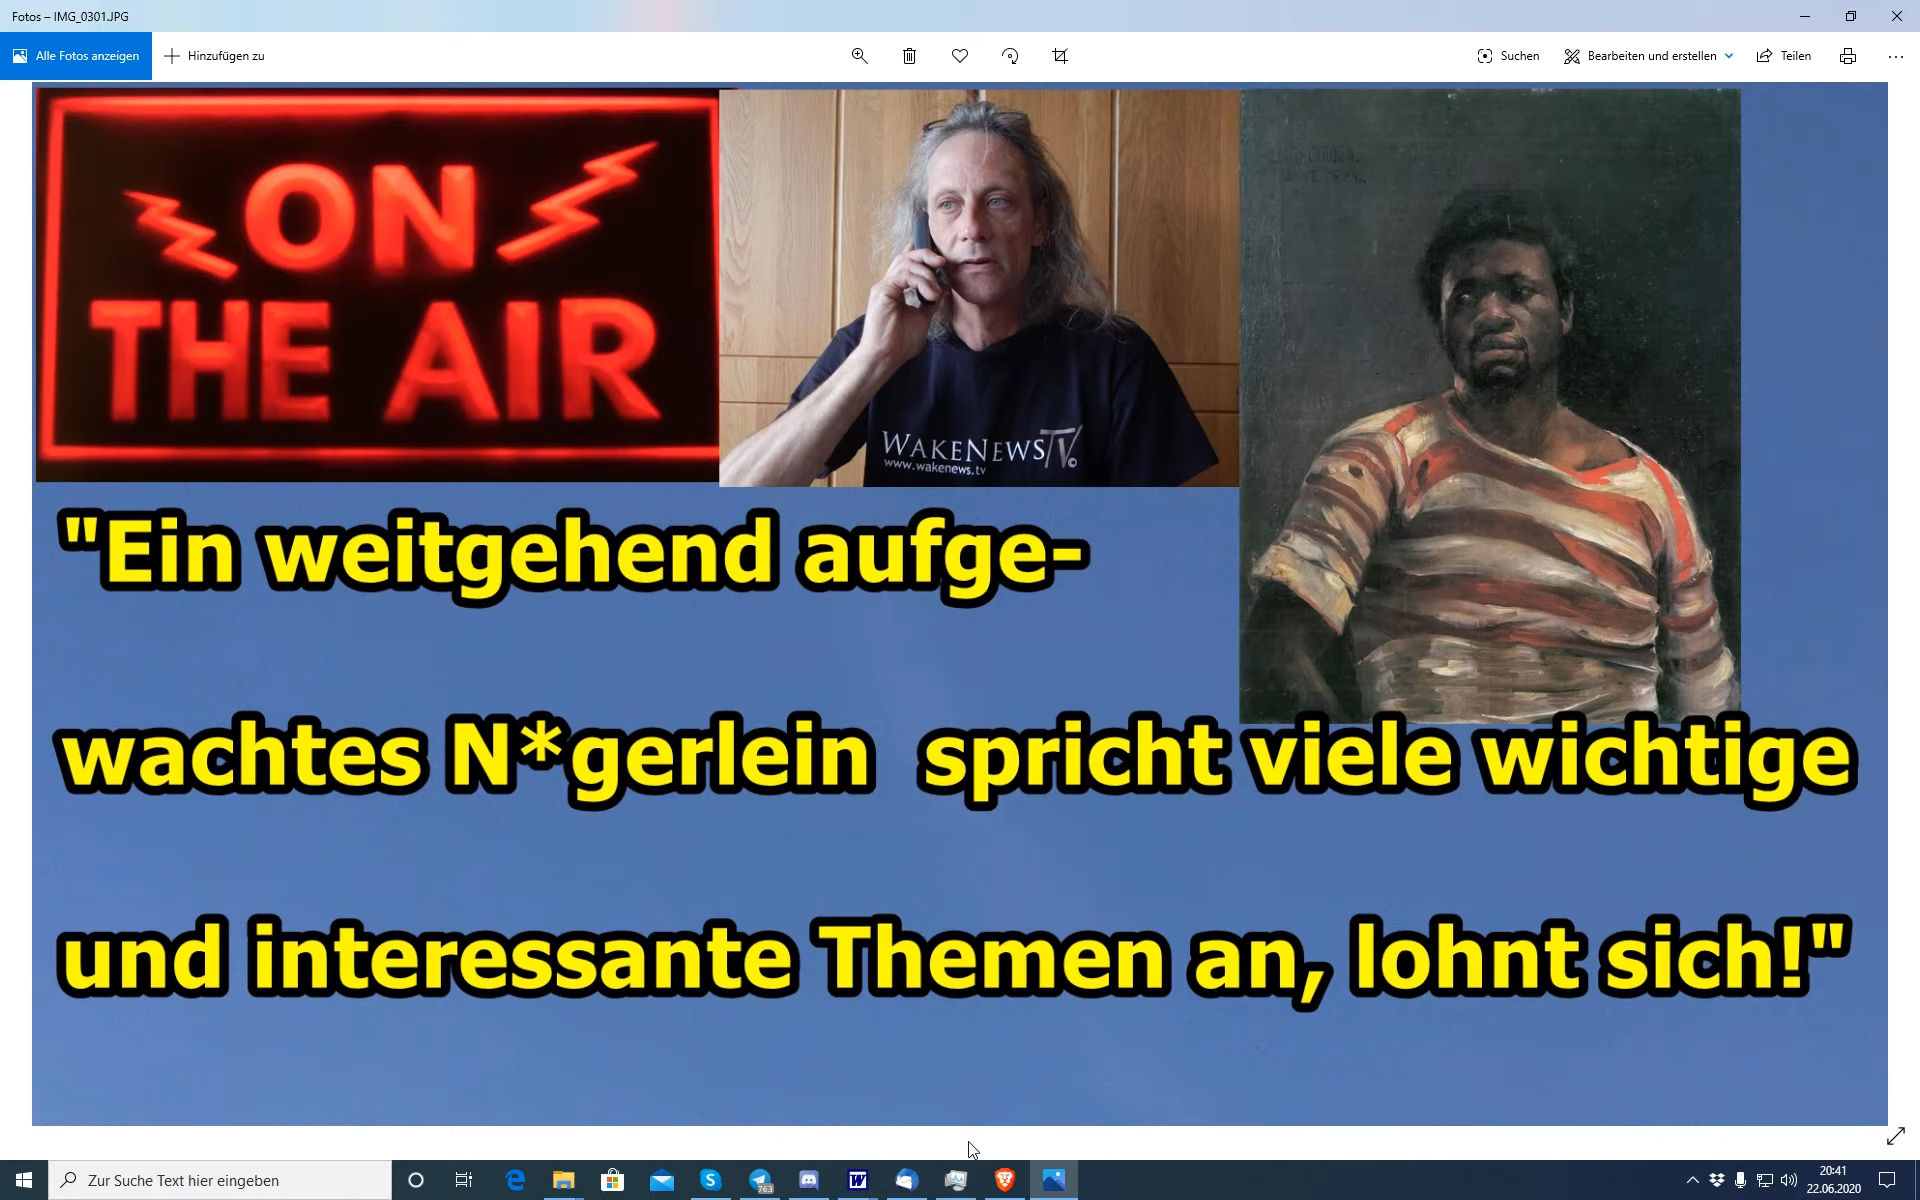 Fotos – IMG_0301.JPG
Alle Fotos anzeigen
Hinzufügen zu
Suchen
Bearbeiten und erstellen
Teilen
ON
THE AIR
WAKENEWSTV©
www.wakenews.tv
"Ein weitgehend aufge-
wachtes N*gerlein spricht viele wichtige
und interessante Themen an, lohnt sich!"
Zur Suche Text hier eingeben
763
20:41
22.06.2020